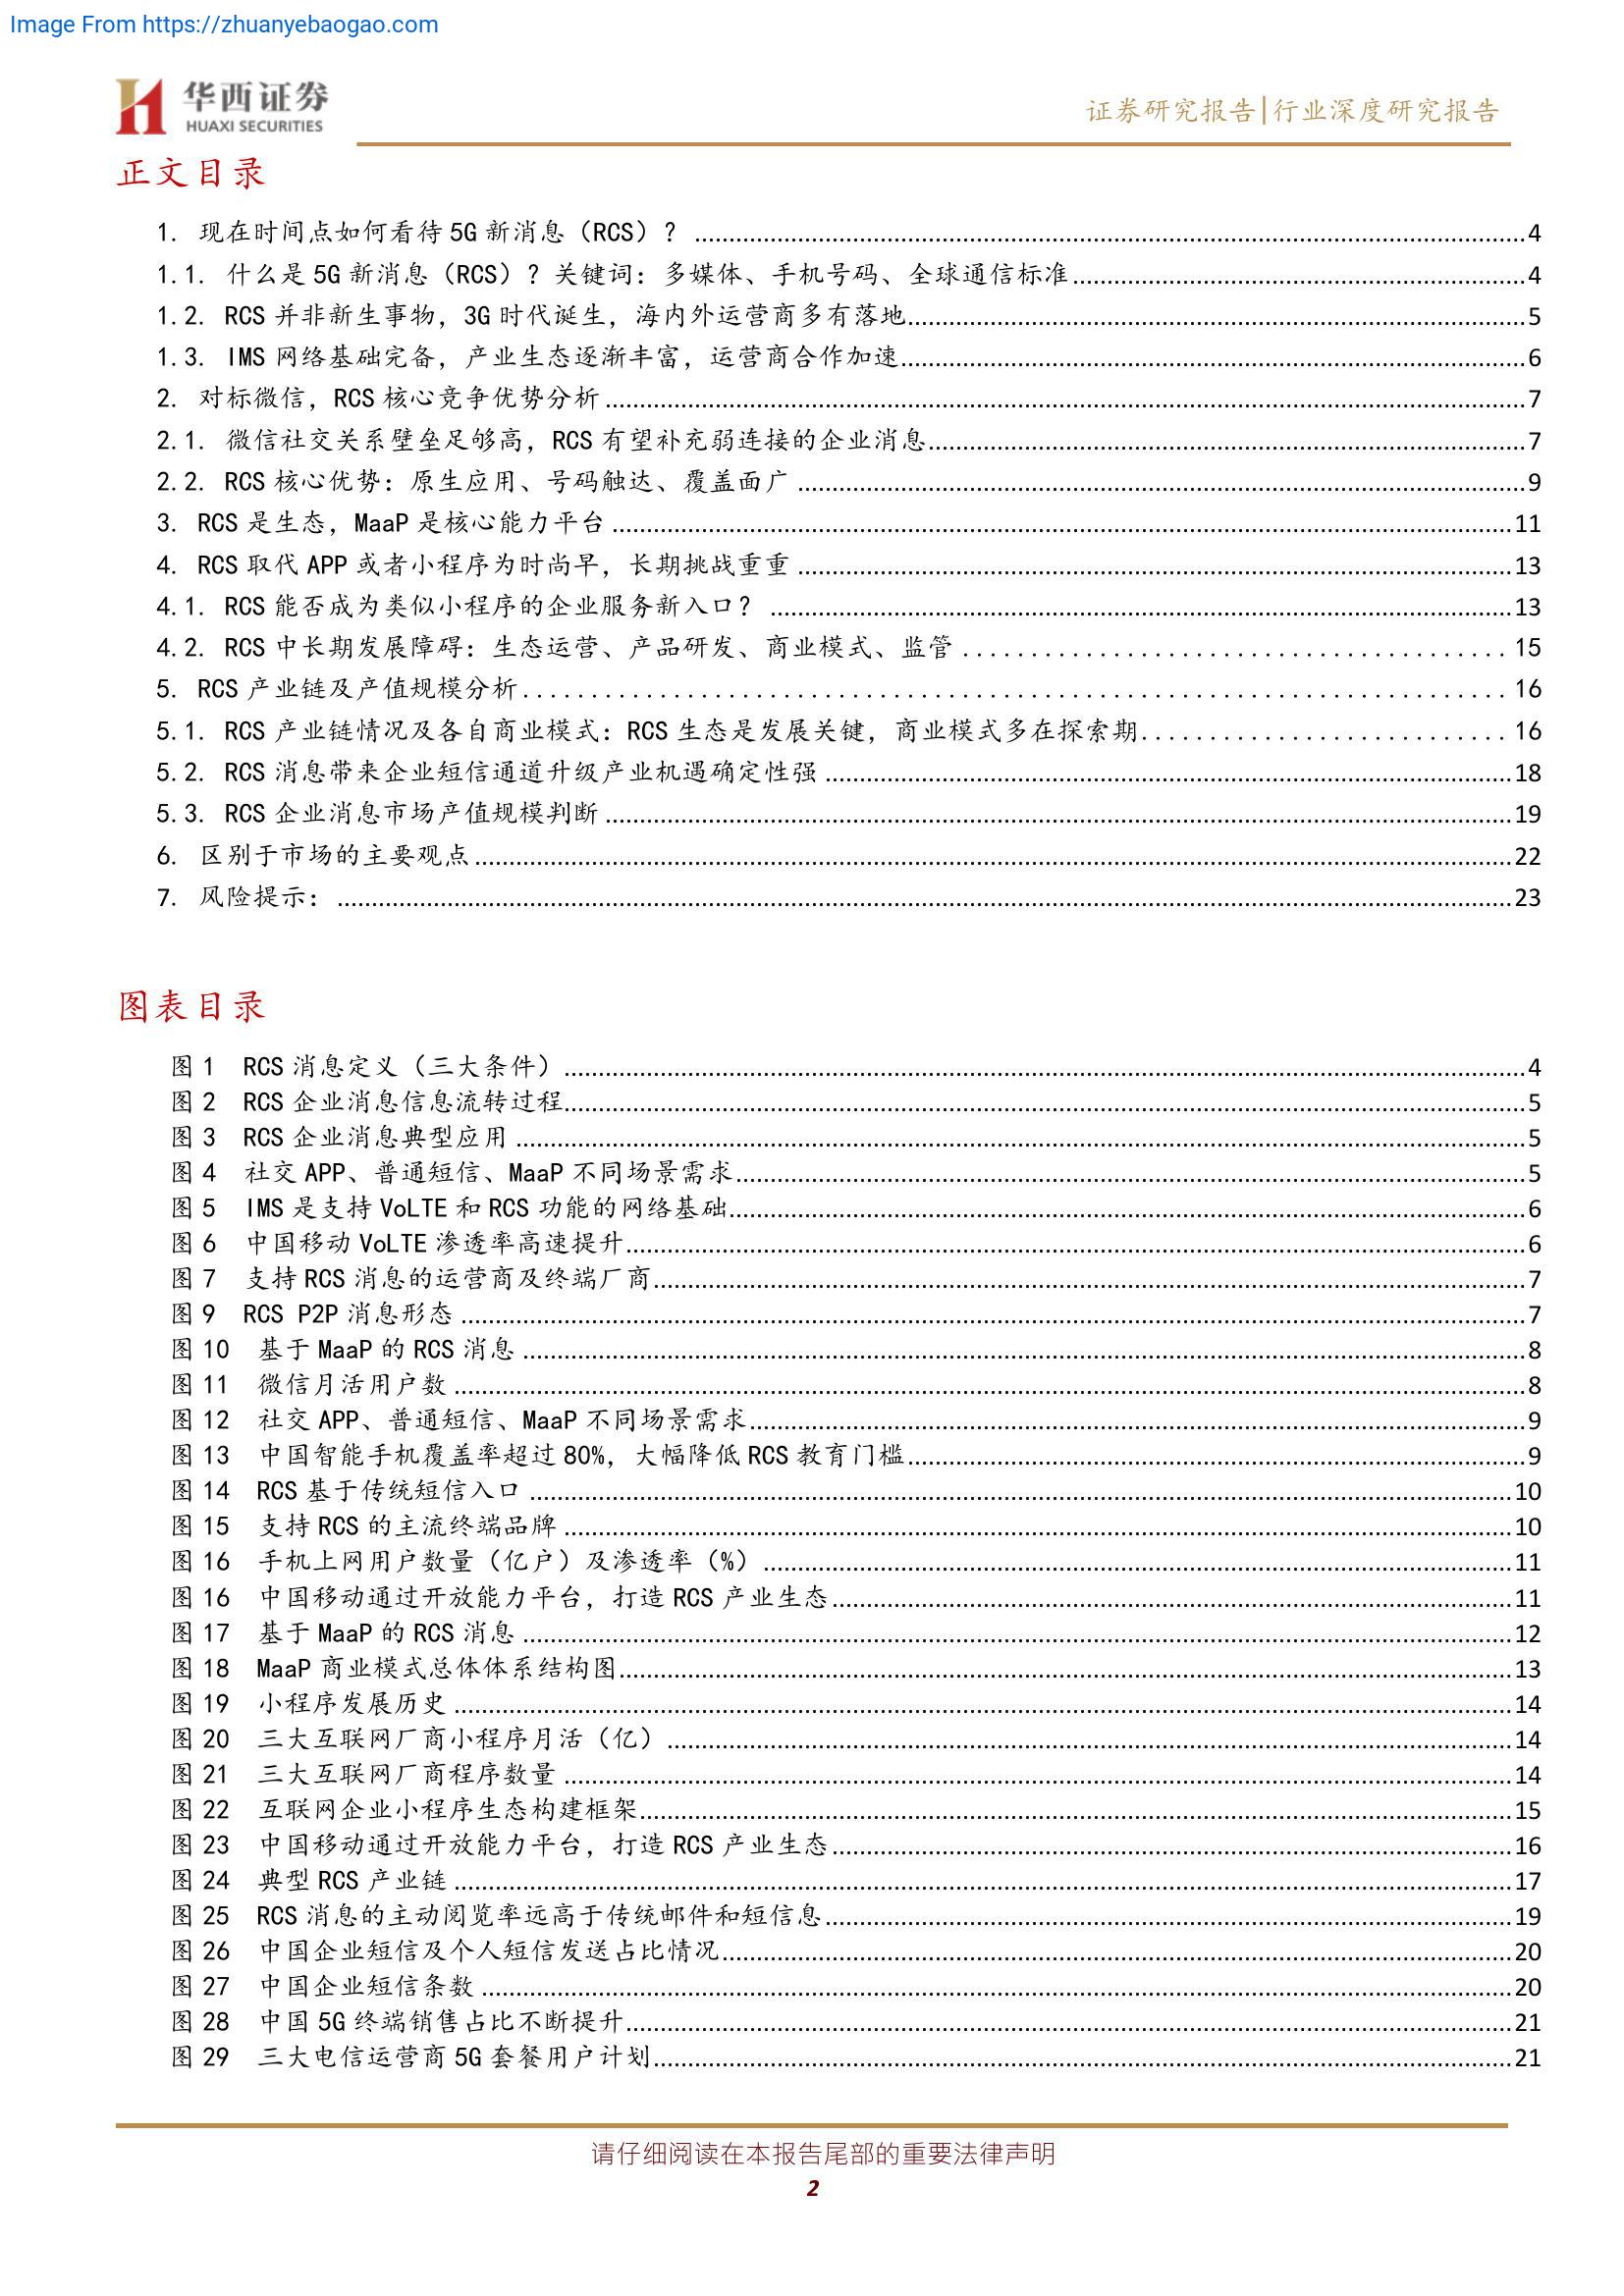 Image From https://zhuanyebaogao.com
华西证券
HUAXI SECURITIES
证券研究报告|行业深度研究报告
正文目录
1. 现在时间点如何看待 5G 新消息（RCS）？ ........ 4
1.1. 什么是 5G 新消息（RCS）？关键词：多媒体、手机号码、全球通信标准 ........ 4
1.2. RCS 并非新生事物，3G 时代诞生，海内外运营商多有落地 ........ 5
1.3. IMS 网络基础完备，产业生态逐渐丰富，运营商合作加速 ........ 6
2. 对标微信，RCS 核心竞争优势分析 ........ 7
2.1. 微信社交关系壁垒足够高，RCS 有望补充弱连接的企业消息 ........ 7
2.2. RCS 核心优势：原生应用、号码触达、覆盖面广 ........ 9
3. RCS 是生态，MaaP 是核心能力平台 ........ 11
4. RCS 取代 APP 或者小程序为时尚早，长期挑战重重 ........ 13
4.1. RCS 能否成为类似小程序的企业服务新入口？ ........ 13
4.2. RCS 中长期发展障碍：生态运营、产品研发、商业模式、监管 ........ 15
5. RCS 产业链及产值规模分析 ........ 16
5.1. RCS 产业链情况及各自商业模式：RCS 生态是发展关键，商业模式多在探索期 ........ 16
5.2. RCS 消息带来企业短信通道升级产业机遇确定性强 ........ 18
5.3. RCS 企业消息市场产值规模判断 ........ 19
6. 区别于市场的主要观点 ........ 22
7. 风险提示： ........ 23
图表目录
图 1 RCS 消息定义（三大条件） ........ 4
图 2 RCS 企业消息信息流转过程 ........ 5
图 3 RCS 企业消息典型应用 ........ 5
图 4 社交 APP、普通短信、MaaP 不同场景需求 ........ 5
图 5 IMS 是支持 VoLTE 和 RCS 功能的网络基础 ........ 6
图 6 中国移动 VoLTE 渗透率高速提升 ........ 6
图 7 支持 RCS 消息的运营商及终端厂商 ........ 7
图 9 RCS P2P 消息形态 ........ 7
图 10 基于 MaaP 的 RCS 消息 ........ 8
图 11 微信月活用户数 ........ 8
图 12 社交 APP、普通短信、MaaP 不同场景需求 ........ 9
图 13 中国智能手机覆盖率超过 80%，大幅降低 RCS 教育门槛 ........ 9
图 14 RCS 基于传统短信入口 ........ 10
图 15 支持 RCS 的主流终端品牌 ........ 10
图 16 手机上网用户数量（亿户）及渗透率（%） ........ 11
图 16 中国移动通过开放能力平台，打造 RCS 产业生态 ........ 11
图 17 基于 MaaP 的 RCS 消息 ........ 12
图 18 MaaP 商业模式总体体系结构图 ........ 13
图 19 小程序发展历史 ........ 14
图 20 三大互联网厂商小程序月活（亿） ........ 14
图 21 三大互联网厂商程序数量 ........ 14
图 22 互联网企业小程序生态构建框架 ........ 15
图 23 中国移动通过开放能力平台，打造 RCS 产业生态 ........ 16
图 24 典型 RCS 产业链 ........ 17
图 25 RCS 消息的主动阅览率远高于传统邮件和短信息 ........ 19
图 26 中国企业短信及个人短信发送占比情况 ........ 20
图 27 中国企业短信条数 ........ 20
图 28 中国 5G 终端销售占比不断提升 ........ 21
图 29 三大电信运营商 5G 套餐用户计划 ........ 21
请仔细阅读在本报告尾部的重要法律声明
2